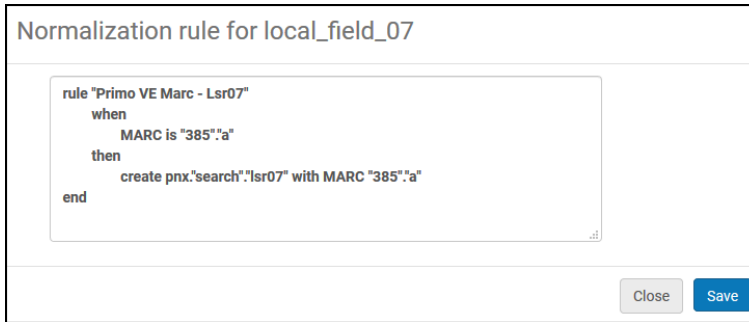 Normalization rule for local_field_07
rule "Primo VE Marc - Lsr07"
when
MARC is "385"."a"
then
create pnx."search"."lsr07" with MARC "385"."a"
end
Close
Save